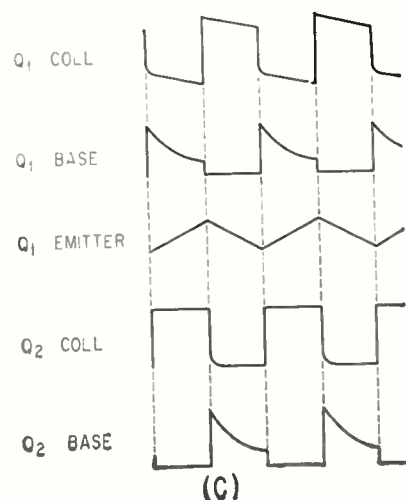 Q1 COLL
Q1 BASE
Q1 EMITTER
Q2 COLL
Q2 BASE
(C)